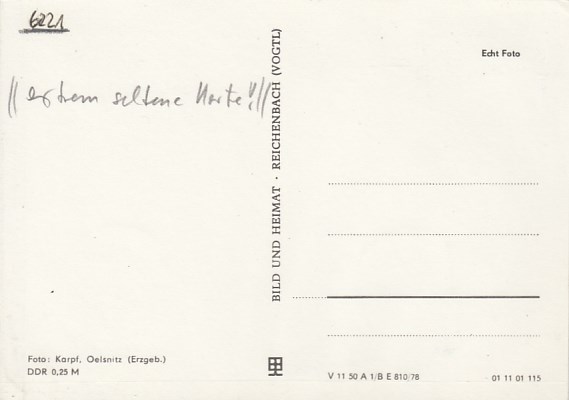 6221
// extrem seltene Karte!! //
BILD UND HEIMAT · REICHENBACH (VOGTL)
Echt Foto
Foto: Karpf, Oelsnitz (Erzgeb.)
DDR 0,25 M
V 11 50 A 1/B E 810/78
01 11 01 115